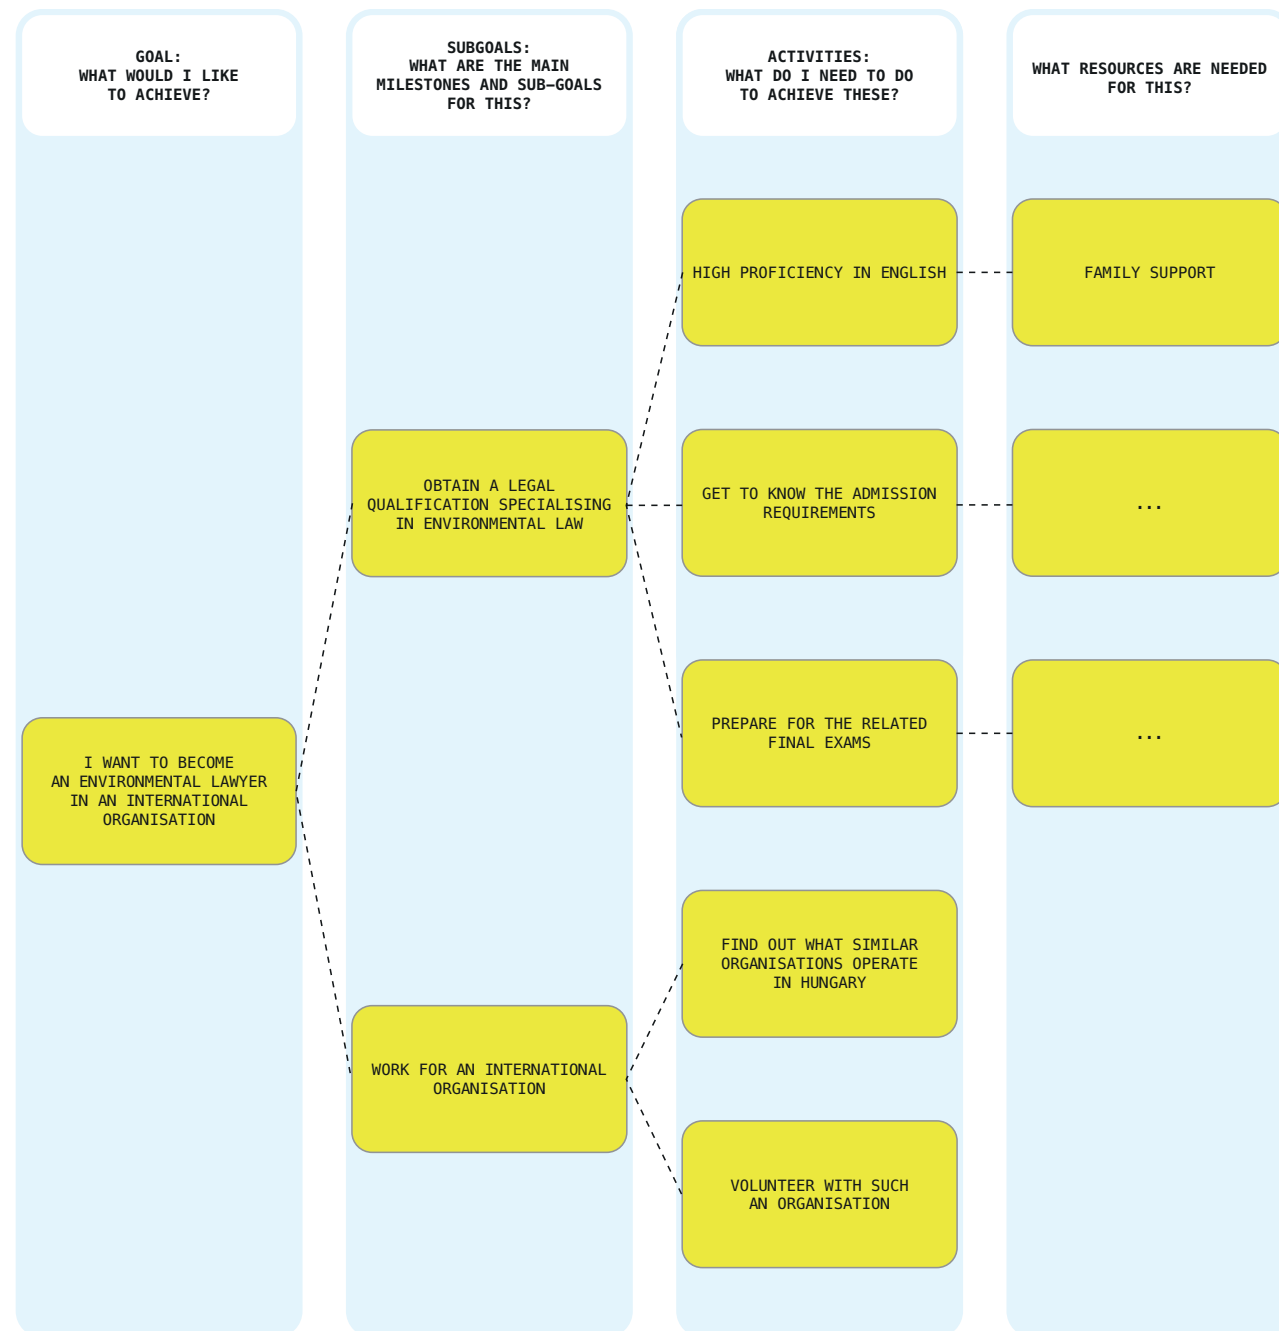 GOAL:
WHAT WOULD I LIKE
TO ACHIEVE?
SUBGOALS:
WHAT ARE THE MAIN
MILESTONES AND SUB–GOALS
FOR THIS?
ACTIVITIES:
WHAT DO I NEED TO DO
TO ACHIEVE THESE?
WHAT RESOURCES ARE NEEDED
FOR THIS?
I WANT TO BECOME
AN ENVIRONMENTAL LAWYER
IN AN INTERNATIONAL
ORGANISATION
OBTAIN A LEGAL
QUALIFICATION SPECIALISING
IN ENVIRONMENTAL LAW
WORK FOR AN INTERNATIONAL
ORGANISATION
HIGH PROFICIENCY IN ENGLISH
GET TO KNOW THE ADMISSION
REQUIREMENTS
PREPARE FOR THE RELATED
FINAL EXAMS
FIND OUT WHAT SIMILAR
ORGANISATIONS OPERATE
IN HUNGARY
VOLUNTEER WITH SUCH
AN ORGANISATION
FAMILY SUPPORT
...
...